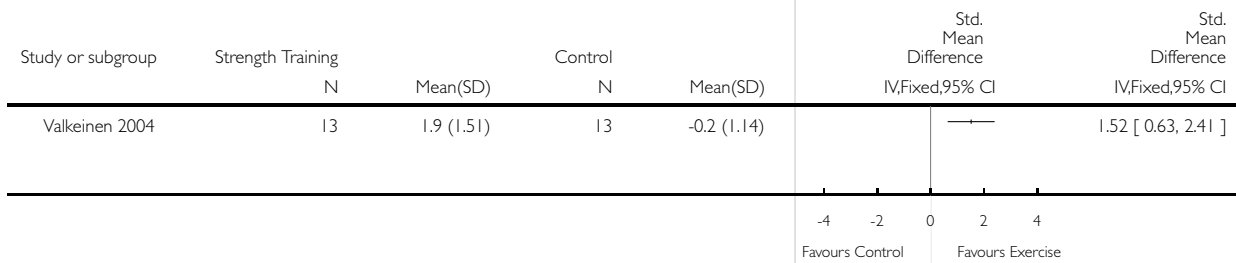 Std. Mean Difference Std. Mean Difference
Study or subgroup Strength Training Control
N Mean(SD) N Mean(SD) IV,Fixed,95% CI IV,Fixed,95% CI
Valkeinen 2004 13 1.9 (1.51) 13 -0.2 (1.14) 1.52 [ 0.63, 2.41 ]
-4 -2 0 2 4
Favours Control Favours Exercise